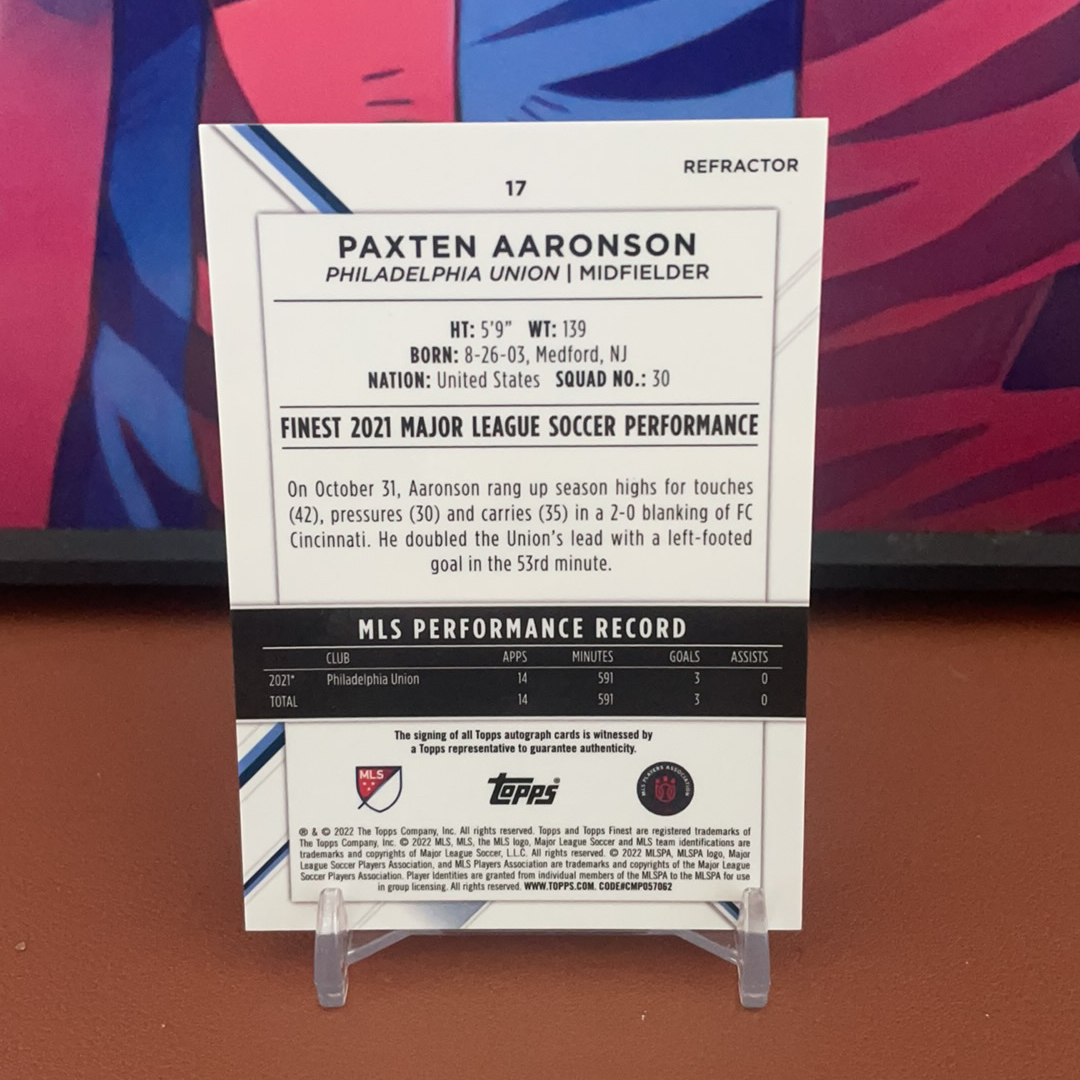 REFRACTOR
17
PAXTEN AARONSON
PHILADELPHIA UNION | MIDFIELDER
HT: 5'9" WT: 139
BORN: 8-26-03, Medford, NJ
NATION: United States SQUAD NO.: 30
FINEST 2021 MAJOR LEAGUE SOCCER PERFORMANCE
On October 31, Aaronson rang up season highs for touches
(42), pressures (30) and carries (35) in a 2-0 blanking of FC
Cincinnati. He doubled the Union's lead with a left-footed
goal in the 53rd minute.
MLS PERFORMANCE RECORD
CLUB APPS MINUTES GOALS ASSISTS
2021* Philadelphia Union 14 591 3 0
TOTAL 14 591 3 0
The signing of all Topps autograph cards is witnessed by
a Topps representative to guarantee authenticity.
MLS
topps®
MLS PLAYERS ASSOCIATION
® & © 2022 The Topps Company, Inc. All rights reserved. Topps and Topps Finest are registered trademarks of
The Topps Company, Inc. © 2022 MLS, MLS, the MLS logo, Major League Soccer and MLS team identifications are
trademarks and copyrights of Major League Soccer, L.L.C. All rights reserved. © 2022 MLSPA, MLSPA logo, Major
League Soccer Players Association, and MLS Players Association are trademarks and copyrights of the Major League
Soccer Players Association. Player Identities are granted from individual members of the MLSPA to the MLSPA for use
in group licensing. All rights reserved. WWW.TOPPS.COM. CODE#CMP057062